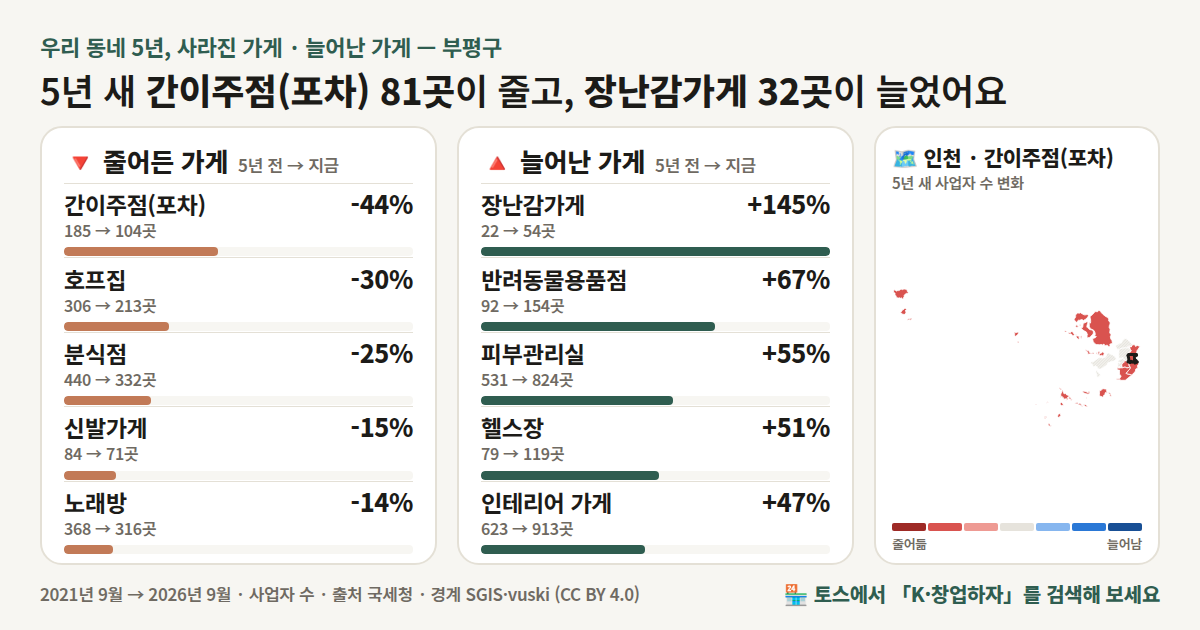 우리 동네 5년, 사라진 가게 · 늘어난 가게 — 부평구
5년 새 간이주점(포차) 81곳이 줄고, 장난감가게 32곳이 늘었어요
🔻 줄어든 가게 5년 전 → 지금
간이주점(포차) -44%
185 → 104곳
호프집 -30%
306 → 213곳
분식점 -25%
440 → 332곳
신발가게 -15%
84 → 71곳
노래방 -14%
368 → 316곳
🔺 늘어난 가게 5년 전 → 지금
장난감가게 +145%
22 → 54곳
반려동물용품점 +67%
92 → 154곳
피부관리실 +55%
531 → 824곳
헬스장 +51%
79 → 119곳
인테리어 가게 +47%
623 → 913곳
🗺️ 인천 · 간이주점(포차)
5년 새 사업자 수 변화
줄어듦 늘어남
2021년 9월 → 2026년 9월 · 사업자 수 · 출처 국세청 · 경계 SGIS·vuski (CC BY 4.0)
🏪 토스에서 「K·창업하자」를 검색해 보세요